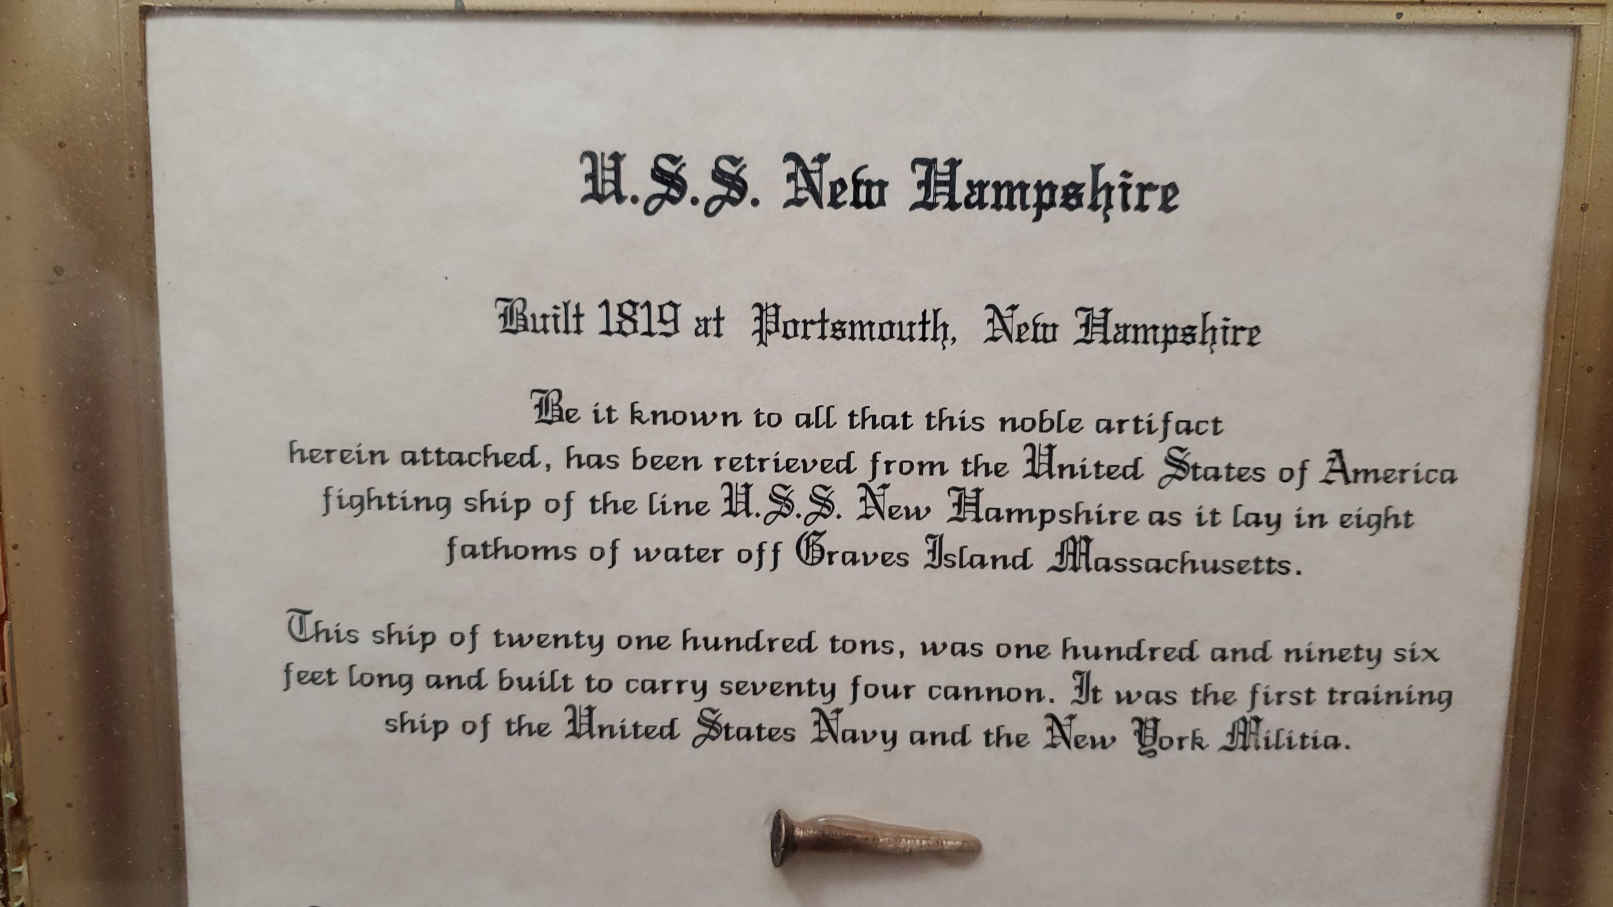 U.S.S. New Hampshire
Built 1819 at Portsmouth, New Hampshire
Be it known to all that this noble artifact
herein attached, has been retrieved from the United States of America
fighting ship of the line U.S.S. New Hampshire as it lay in eight
fathoms of water off Graves Island Massachusetts.
This ship of twenty one hundred tons, was one hundred and ninety six
feet long and built to carry seventy four cannon. It was the first training
ship of the United States Navy and the New York Militia.